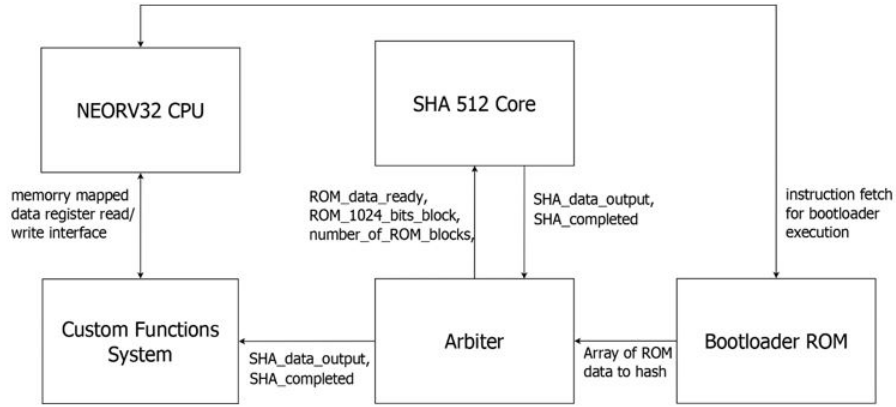 NEORV32 CPU
SHA 512 Core
memorry mapped
data register read/
write interface
ROM_data_ready,
ROM_1024_bits_block,
number_of_ROM_blocks,
SHA_data_output,
SHA_completed
instruction fetch
for bootloader
execution
Custom Functions
System
SHA_data_output,
SHA_completed
Arbiter
Array of ROM
data to hash
Bootloader ROM